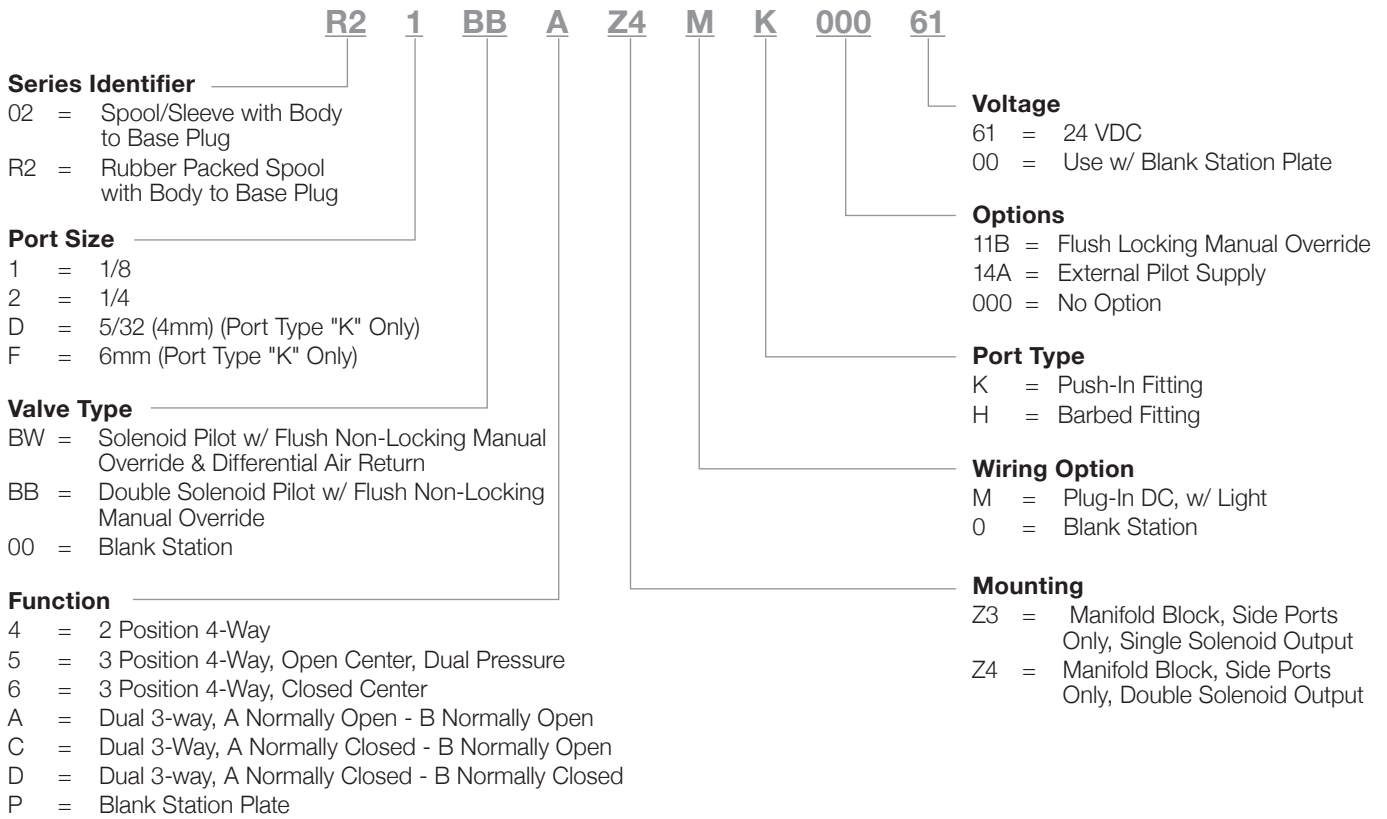 R2 1 BB A Z4 M K 000 61
Series Identifier
02 = Spool/Sleeve with Body
to Base Plug
R2 = Rubber Packed Spool
with Body to Base Plug
Port Size
1 = 1/8
2 = 1/4
D = 5/32 (4mm) (Port Type "K" Only)
F = 6mm (Port Type "K" Only)
Valve Type
BW = Solenoid Pilot w/ Flush Non-Locking Manual
Override & Differential Air Return
BB = Double Solenoid Pilot w/ Flush Non-Locking
Manual Override
00 = Blank Station
Function
4 = 2 Position 4-Way
5 = 3 Position 4-Way, Open Center, Dual Pressure
6 = 3 Position 4-Way, Closed Center
A = Dual 3-way, A Normally Open - B Normally Open
C = Dual 3-Way, A Normally Closed - B Normally Open
D = Dual 3-way, A Normally Closed - B Normally Closed
P = Blank Station Plate
Voltage
61 = 24 VDC
00 = Use w/ Blank Station Plate
Options
11B = Flush Locking Manual Override
14A = External Pilot Supply
000 = No Option
Port Type
K = Push-In Fitting
H = Barbed Fitting
Wiring Option
M = Plug-In DC, w/ Light
0 = Blank Station
Mounting
Z3 = Manifold Block, Side Ports
Only, Single Solenoid Output
Z4 = Manifold Block, Side Ports
Only, Double Solenoid Output